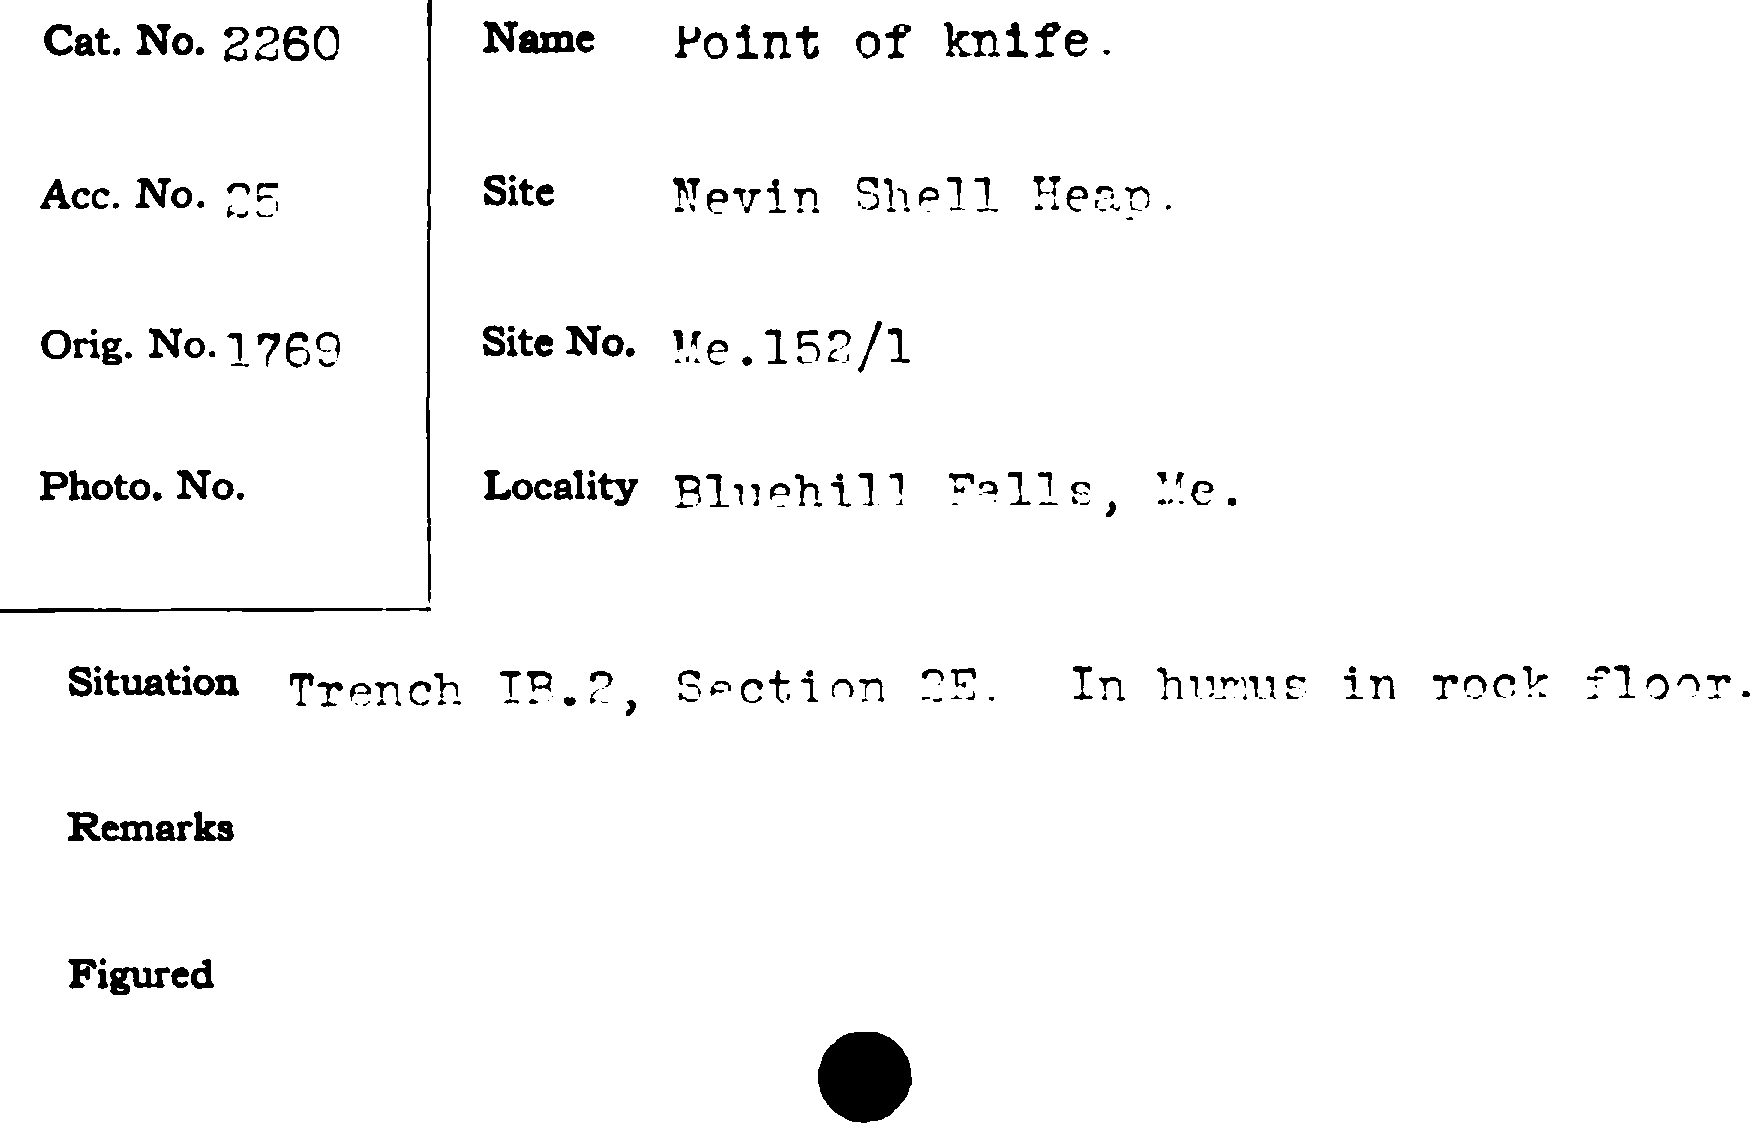 Cat. No. 2260
Name Point of knife.
Acc. No. 25
Site Nevin Shell Heap.
Orig. No. 1769
Site No. Me.152/1
Photo. No.
Locality Bluehill Falls, Me.
Situation Trench IB.2, Section 2E. In humus in rock floor.
Remarks
Figured